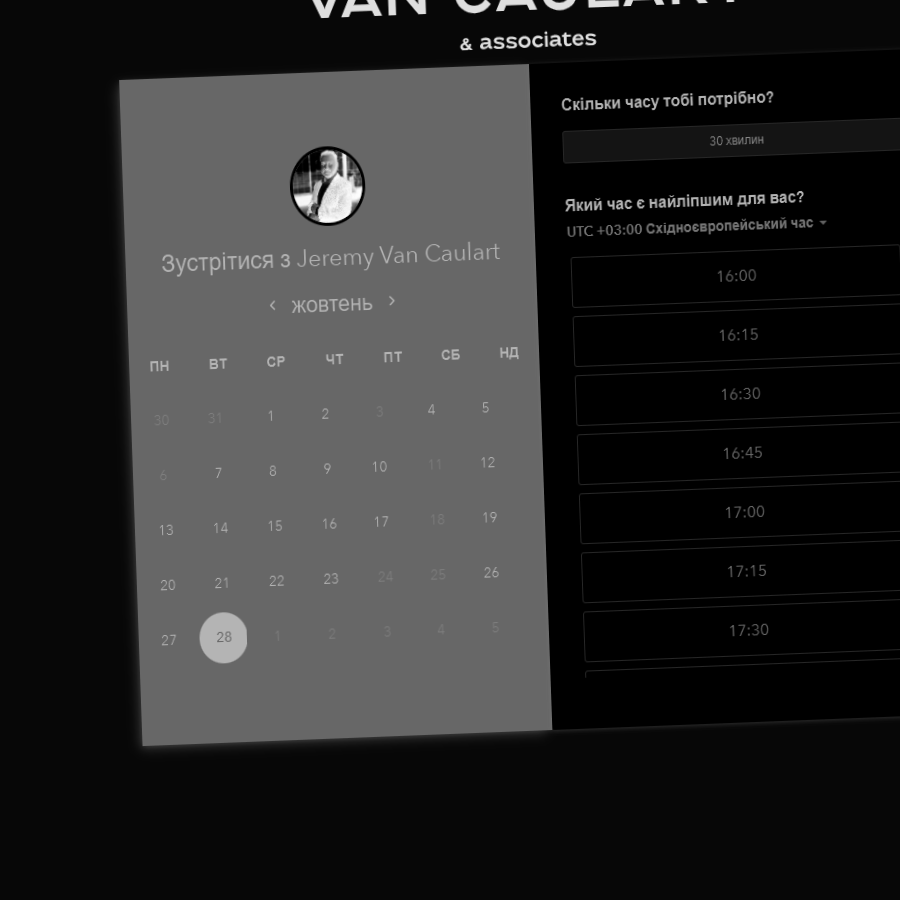 VAN CAULART
& associates
Зустрітися з Jeremy Van Caulart
‹ жовтень ›
ПН ВТ СР ЧТ ПТ СБ НД
30 31 1 2 3 4 5
6 7 8 9 10 11 12
13 14 15 16 17 18 19
20 21 22 23 24 25 26
27 28 1 2 3 4 5
Скільки часу тобі потрібно?
30 хвилин
Який час є найліпшим для вас?
UTC +03:00 Східноєвропейський час
16:00
16:15
16:30
16:45
17:00
17:15
17:30